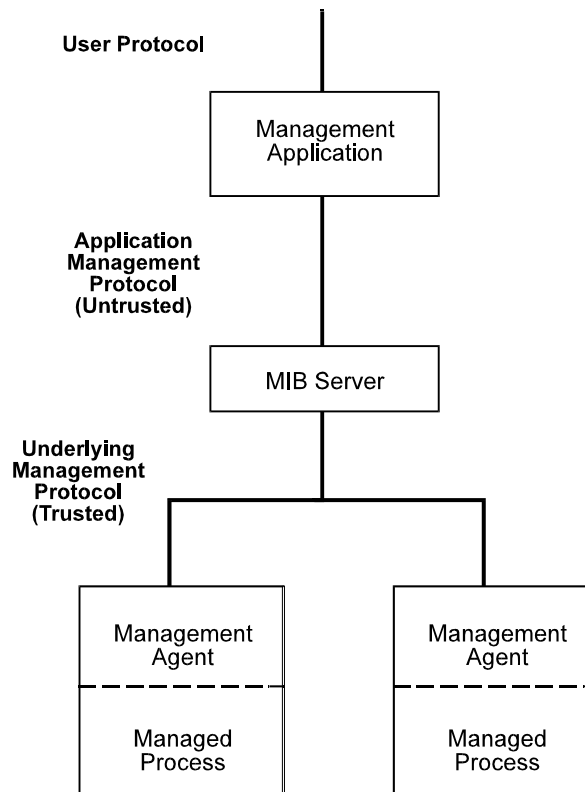 User Protocol
Management
Application
Application
Management
Protocol
(Untrusted)
MIB Server
Underlying
Management
Protocol
(Trusted)
Management
Agent
Managed
Process
Management
Agent
Managed
Process